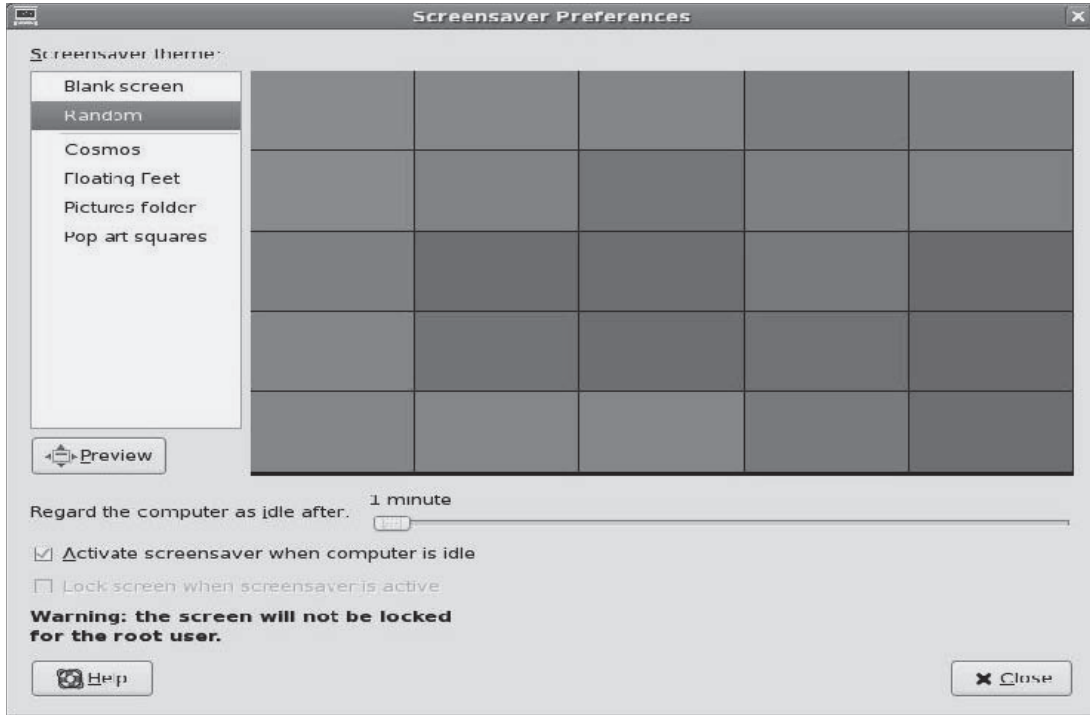 Screensaver Preferences
Screensaver theme:
Blank screen
Random
Cosmos
Floating Feet
Pictures folder
Pop art squares
Preview
1 minute
Regard the computer as idle after:
Activate screensaver when computer is idle
Lock screen when screensaver is active
Warning: the screen will not be locked
for the root user.
Help
Close